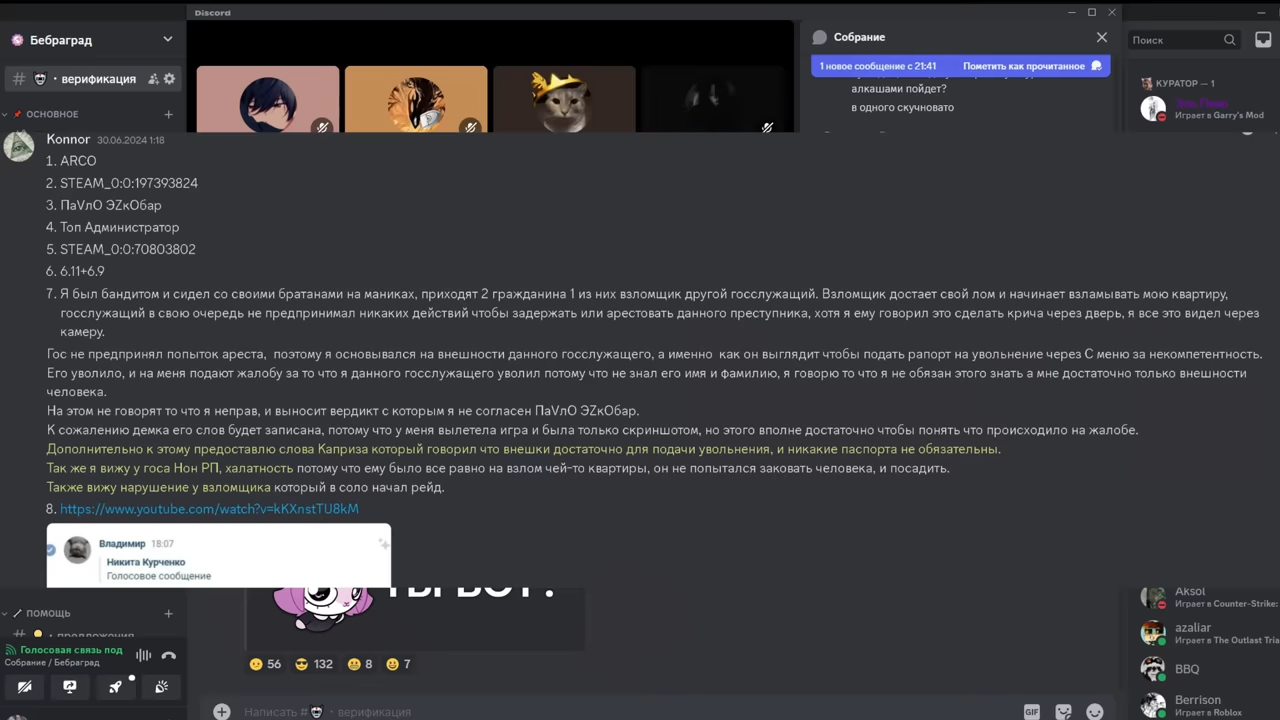 Discord
Бебраград
Собрание
Поиск
1 новое сообщение с 21:41
Пометить как прочитанное
верификация
алкашами пойдет?
в одного скучновато
КУРАТОР — 1
Играет в Garry's Mod
ОСНОВНОЕ
Konnor 30.06.2024 1:18
1. ARCO
2. STEAM_0:0:197393824
3. ПаVлО ЭZкОбар
4. Топ Администратор
5. STEAM_0:0:70803802
6. 6.11+6.9
7. Я был бандитом и сидел со своими братанами на маниках, приходят 2 гражданина 1 из них взломщик другой госслужащий. Взломщик достает свой лом и начинает взламывать мою квартиру,
госслужащий в свою очередь не предпринимал никаких действий чтобы задержать или арестовать данного преступника, хотя я ему говорил это сделать крича через дверь, я все это видел через
камеру.
Гос не предпринял попыток ареста, поэтому я основывался на внешности данного госслужащего, а именно как он выглядит чтобы подать рапорт на увольнение через С меню за некомпетентность.
Его уволило, и на меня подают жалобу за то что я данного госслужащего уволил потому что не знал его имя и фамилию, я говорю то что я не обязан этого знать а мне достаточно только внешности
человека.
На этом не говорят то что я неправ, и выносит вердикт с которым я не согласен ПаVлО ЭZкОбар.
К сожалению демка его слов будет записана, потому что у меня вылетела игра и была только скриншотом, но этого вполне достаточно чтобы понять что происходило на жалобе.
Дополнительно к этому предоставлю слова Каприза который говорил что внешки достаточно для подачи увольнения, и никакие паспорта не обязательны.
Так же я вижу у госа Нон РП, халатность потому что ему было все равно на взлом чей-то квартиры, он не попытался заковать человека, и посадить.
Также вижу нарушение у взломщика который в соло начал рейд.
8. https://www.youtube.com/watch?v=kKXnstTU8kM
Владимир 18:07
Никита Курченко
Голосовое сообщение
ПОМОЩЬ
предложения
Голосовая связь под
Собрание / Бебраград
56 132 8 7
Написать # верификация
GIF
Aksol
Играет в Counter-Strike:
azaliar
Играет в The Outlast Tria
BBQ
Berrison
Играет в Roblox